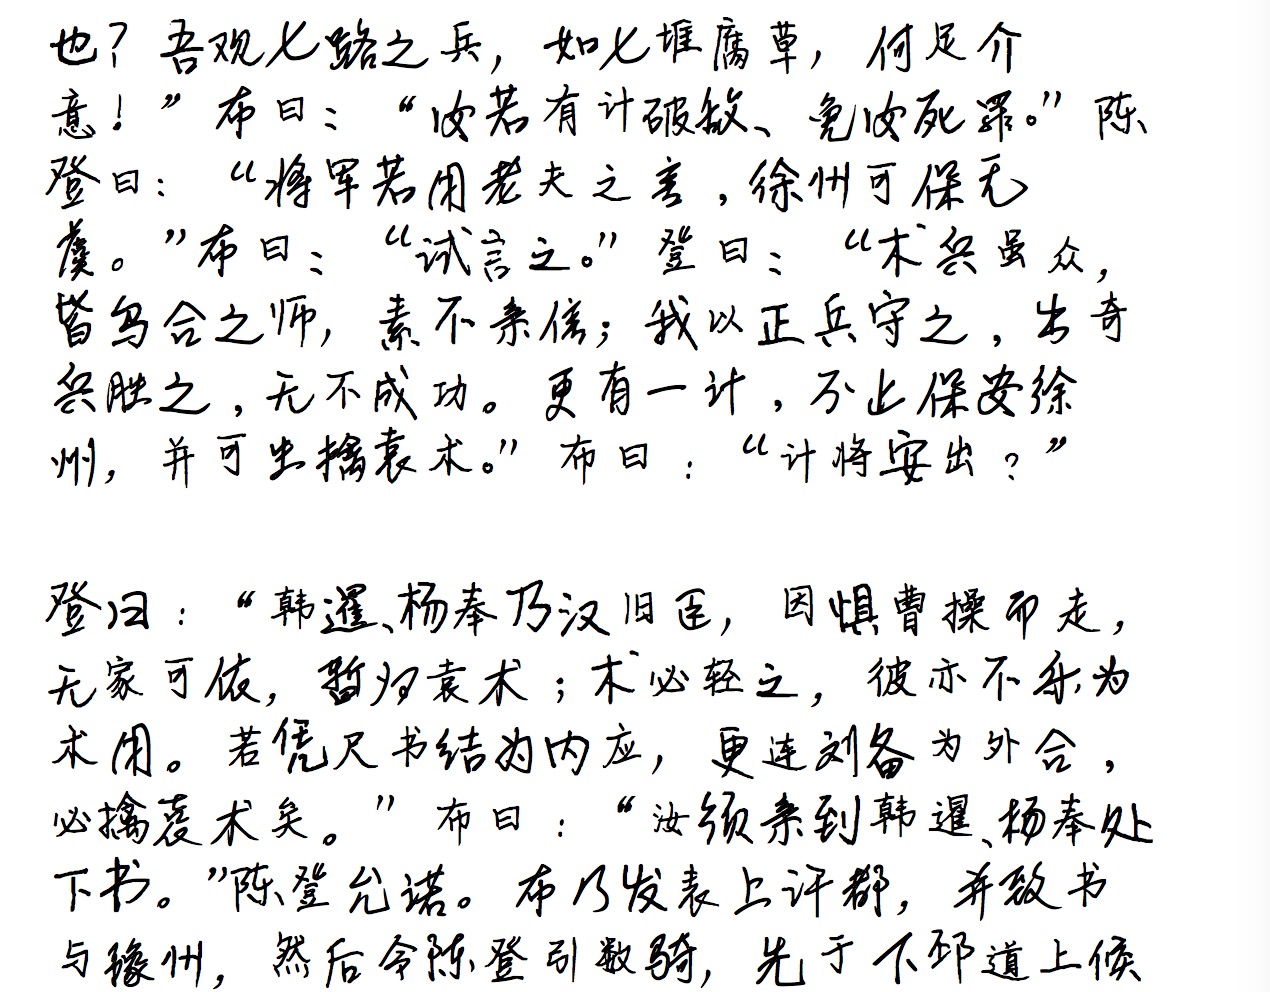 也？吾观七路之兵，如七堆腐草，何足介
意！”布曰：“汝若有计破敌、免汝死罪。”陈
登曰：“将军若用老夫之言，徐州可保无
虞。”布曰：“试言之。”登曰：“术兵虽众，
皆乌合之师，素不亲信；我以正兵守之，出奇
兵胜之，无不成功。更有一计，不止保安徐
州，并可生擒袁术。”布曰：“计将安出？”
登曰：“韩暹、杨奉乃汉旧臣，因惧曹操而走，
无家可依，暂归袁术；术必轻之，彼亦不乐为
术用。若凭尺书结为内应，更连刘备为外合，
必擒袁术矣。”布曰：“汝须亲到韩暹、杨奉处
下书。”陈登允诺。布乃发表上许都，并致书
与豫州，然后令陈登引数骑，先于下邳道上候